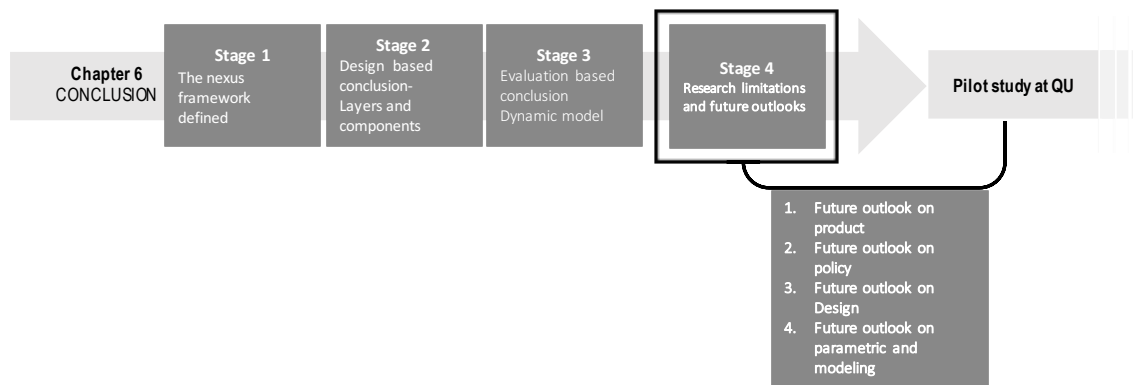 Chapter 6
CONCLUSION
Stage 1
The nexus
framework
defined
Stage 2
Design based
conclusion-
Layers and
components
Stage 3
Evaluation based
conclusion
Dynamic model
Stage 4
Research limitations
and future outlooks
Pilot study at QU
1. Future outlook on
product
2. Future outlook on
policy
3. Future outlook on
Design
4. Future outlook on
parametric and
modeling